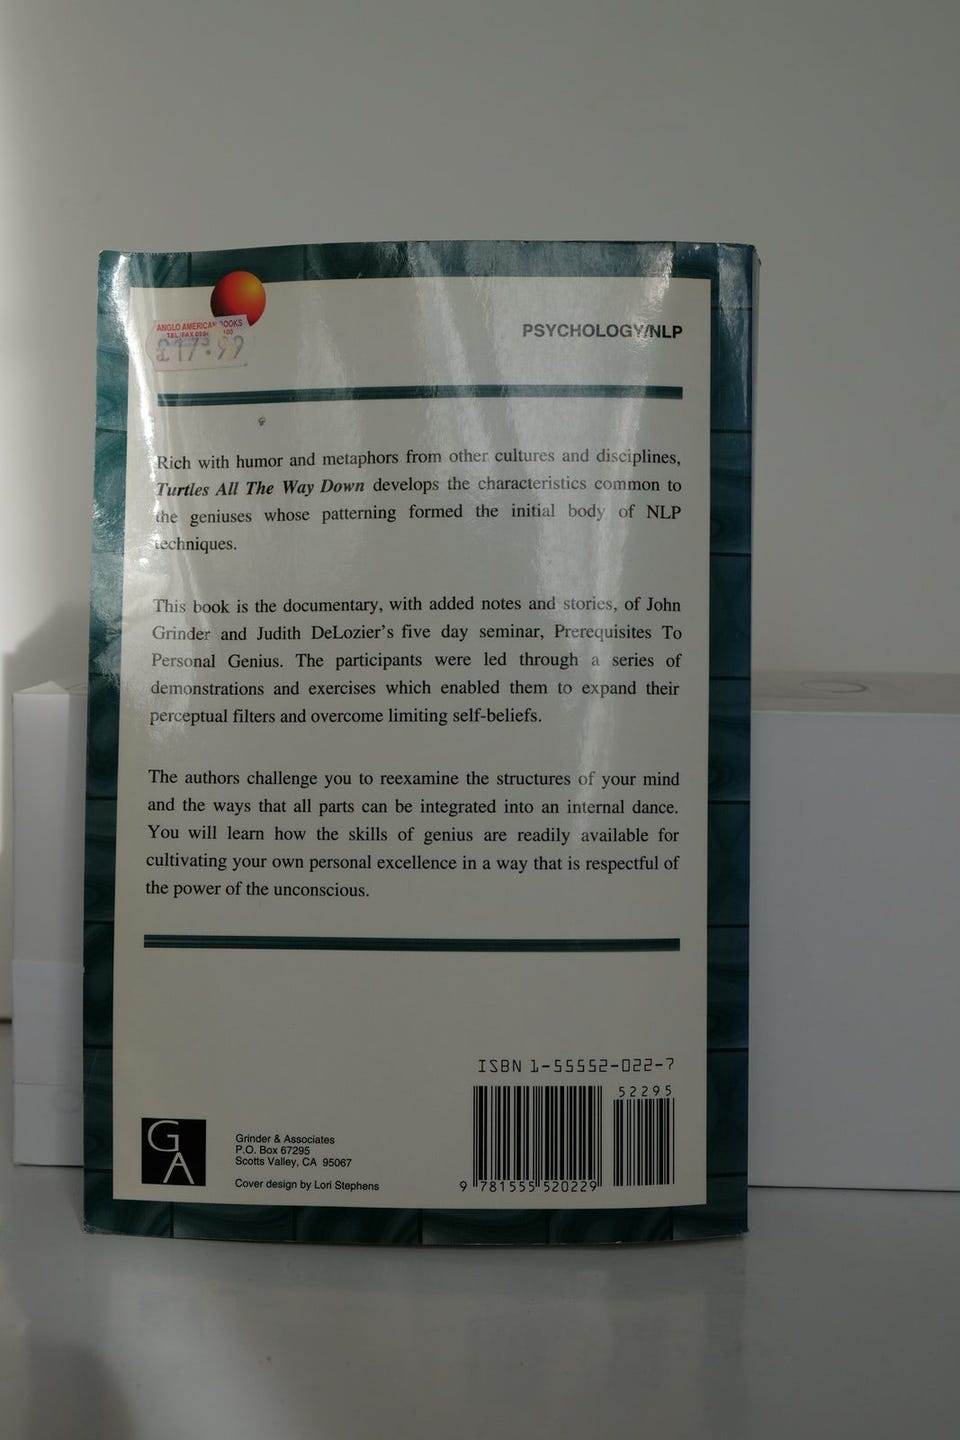 ANGLO AMERICAN BOOKS
TEL/FAX
£17.99
PSYCHOLOGY/NLP
Rich with humor and metaphors from other cultures and disciplines,
Turtles All The Way Down develops the characteristics common to
the geniuses whose patterning formed the initial body of NLP
techniques.
This book is the documentary, with added notes and stories, of John
Grinder and Judith DeLozier's five day seminar, Prerequisites To
Personal Genius. The participants were led through a series of
demonstrations and exercises which enabled them to expand their
perceptual filters and overcome limiting self-beliefs.
The authors challenge you to reexamine the structures of your mind
and the ways that all parts can be integrated into an internal dance.
You will learn how the skills of genius are readily available for
cultivating your own personal excellence in a way that is respectful of
the power of the unconscious.
ISBN 1-55552-022-7
52295
9 781555 520229
GA
Grinder & Associates
P.O. Box 67295
Scotts Valley, CA 95067
Cover design by Lori Stephens